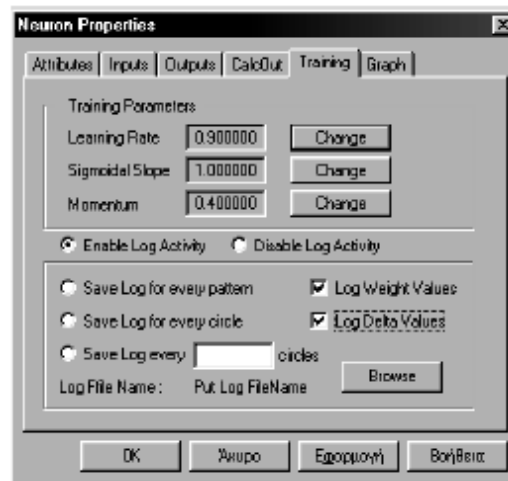 Neuron Properties
Attributes Inputs Outputs CalcOut Training Graph
Training Parameters
Learning Rate 0.900000 Change
Sigmoidal Slope 1.000000 Change
Momentum 0.400000 Change
Enable Log Activity Disable Log Activity
Save Log for every pattern Log Weight Values
Save Log for every circle Log Delta Values
Save Log every circles
Log Ffile Name : Put Log FileName Browse
OK Άκυρο Εφαρμογή Βοήθεια